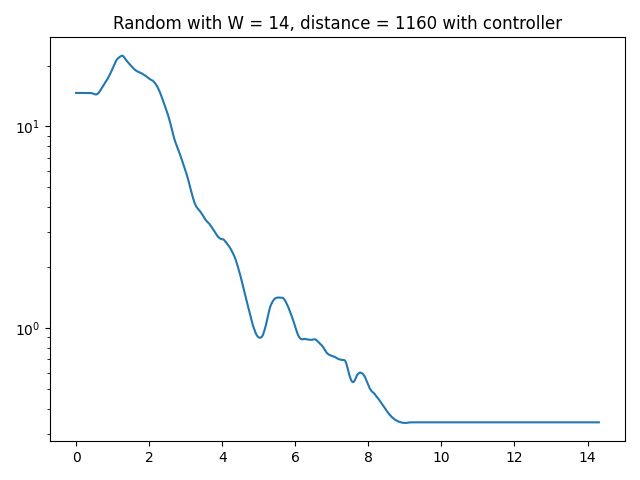 Random with W = 14, distance = 1160 with controller
10¹
10⁰
0 2 4 6 8 10 12 14